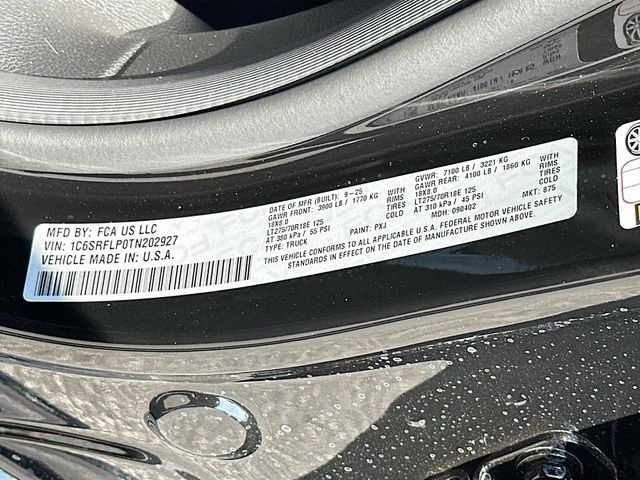 MFD BY: FCA US LLC
VIN: 1C6SRFLP0TN202927
VEHICLE MADE IN: U.S.A.
DATE OF MFR (BUILT): 9-25
GAWR FRONT: 3900 LB / 1770 KG WITH
18X8.0 RIMS
LT275/70R18E 125 TIRES
AT 380 kPa / 55 PSI COLD
TYPE: TRUCK PAINT: PXJ
GVWR: 7100 LB / 3221 KG
GAWR REAR: 4100 LB / 1860 KG WITH
18X8.0 RIMS
LT275/70R18E 125 TIRES
AT 310 kPa / 45 PSI COLD
MDH: 090402 MKT: 875
THIS VEHICLE CONFORMS TO ALL APPLICABLE U.S.A. FEDERAL MOTOR VEHICLE SAFETY
STANDARDS IN EFFECT ON THE DATE OF MANUFACTURE SHOWN ABOVE.